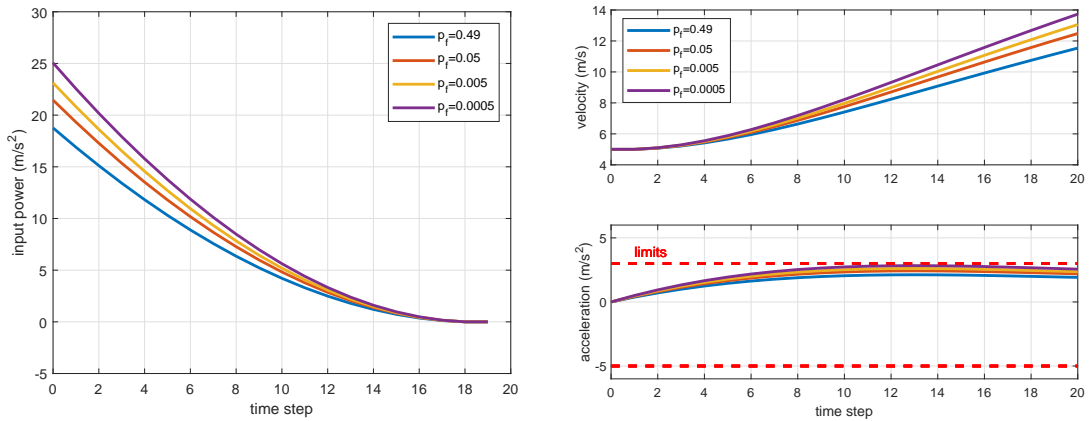 30
25
20
15
10
5
0
-5
input power (m/s²)
0 2 4 6 8 10 12 14 16 18 20
time step
p_f=0.49
p_f=0.05
p_f=0.005
p_f=0.0005
14
12
10
8
6
4
velocity (m/s)
p_f=0.49
p_f=0.05
p_f=0.005
p_f=0.0005
0 2 4 6 8 10 12 14 16 18 20
5
0
-5
acceleration (m/s²)
limits
0 2 4 6 8 10 12 14 16 18 20
time step